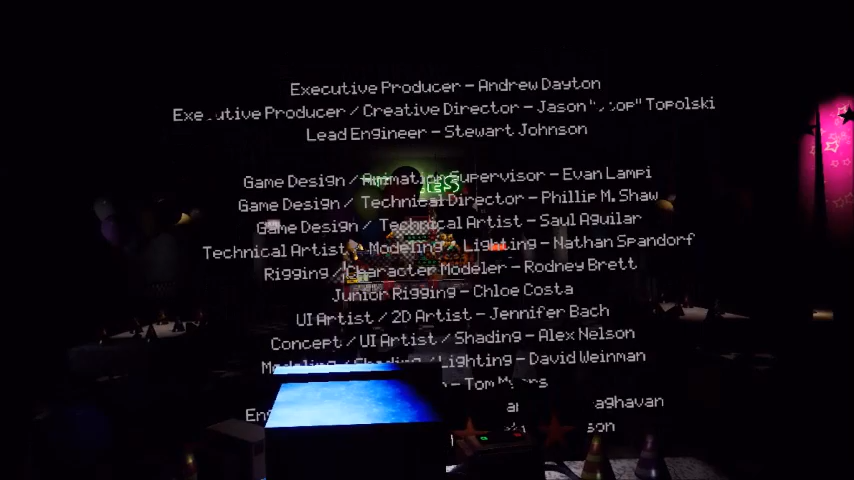 Executive Producer - Andrew Dayton
Executive Producer / Creative Director - Jason Topolski
Lead Engineer - Stewart Johnson
Game Design / Animation Supervisor - Evan Lampi
Game Design / Technical Director - Phillip M. Shaw
Game Design / Technical Artist - Saul Aguilar
Technical Artist - Modeling / Lighting - Nathan Spandorf
Rigging / Character Modeler - Rodney Brett
Junior Rigging - Chloe Costa
UI Artist / 2D Artist - Jennifer Bach
Concept / UI Artist / Shading - Alex Nelson
Modeling / Shading / Lighting - David Weinman
- Tom